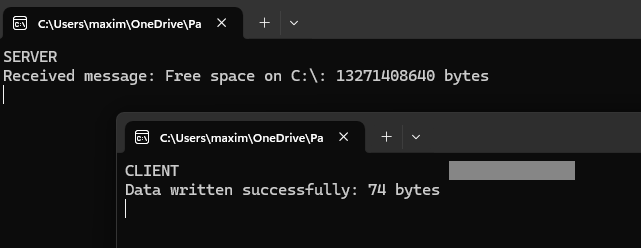 C:\Users\maxim\OneDrive\Pa
SERVER
Received message: Free space on C:\: 13271408640 bytes
C:\Users\maxim\OneDrive\Pa
CLIENT
Data written successfully: 74 bytes